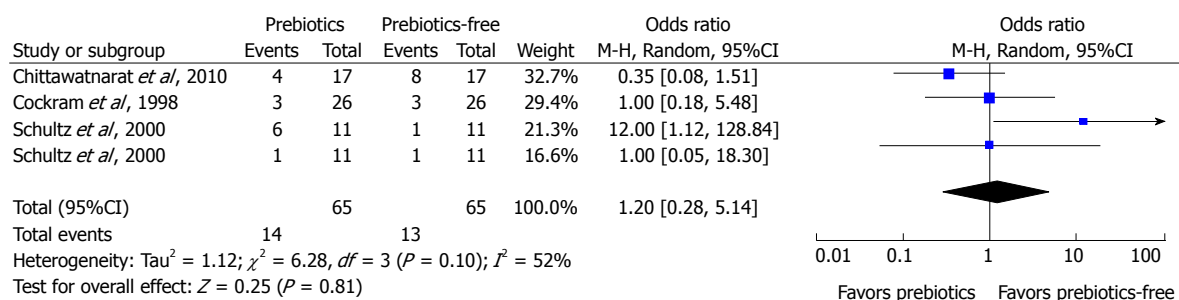 Prebiotics Prebiotics-free Odds ratio Odds ratio
Study or subgroup Events Total Events Total Weight M-H, Random, 95%CI M-H, Random, 95%CI
Chittawatnarat et al, 2010 4 17 8 17 32.7% 0.35 [0.08, 1.51]
Cockram et al, 1998 3 26 3 26 29.4% 1.00 [0.18, 5.48]
Schultz et al, 2000 6 11 1 11 21.3% 12.00 [1.12, 128.84]
Schultz et al, 2000 1 11 1 11 16.6% 1.00 [0.05, 18.30]
Total (95%CI) 65 65 100.0% 1.20 [0.28, 5.14]
Total events 14 13
Heterogeneity: Tau² = 1.12; χ² = 6.28, df = 3 (P = 0.10); I² = 52%
Test for overall effect: Z = 0.25 (P = 0.81)
0.01 0.1 1 10 100
Favors prebiotics Favors prebiotics-free